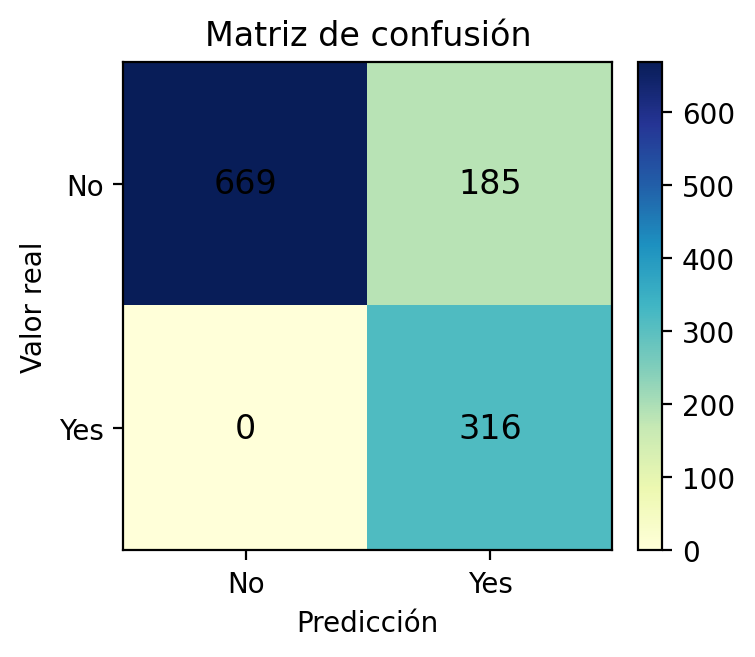 Matriz de confusión
No
669
185
Yes
0
316
No
Yes
Predicción
Valor real
600
500
400
300
200
100
0